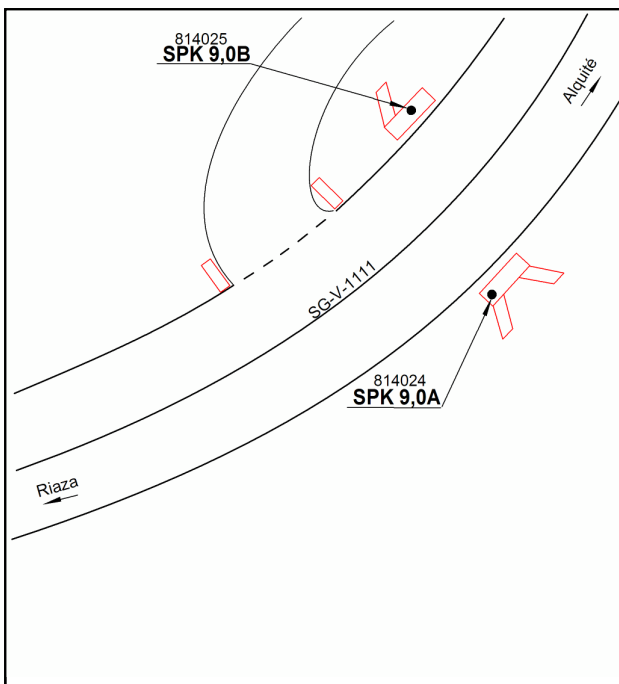 814025
SPK 9,0B
Alquité
SG-V-1111
814024
SPK 9,0A
Riaza